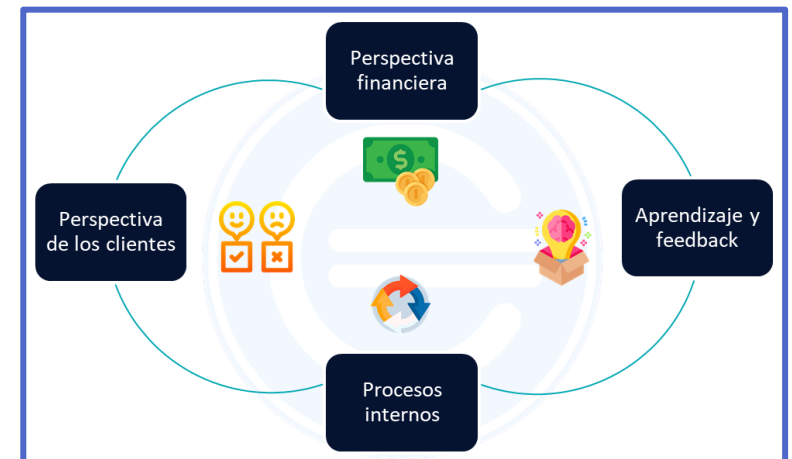 Perspectiva
financiera
Perspectiva
de los clientes
Aprendizaje y
feedback
Procesos
internos